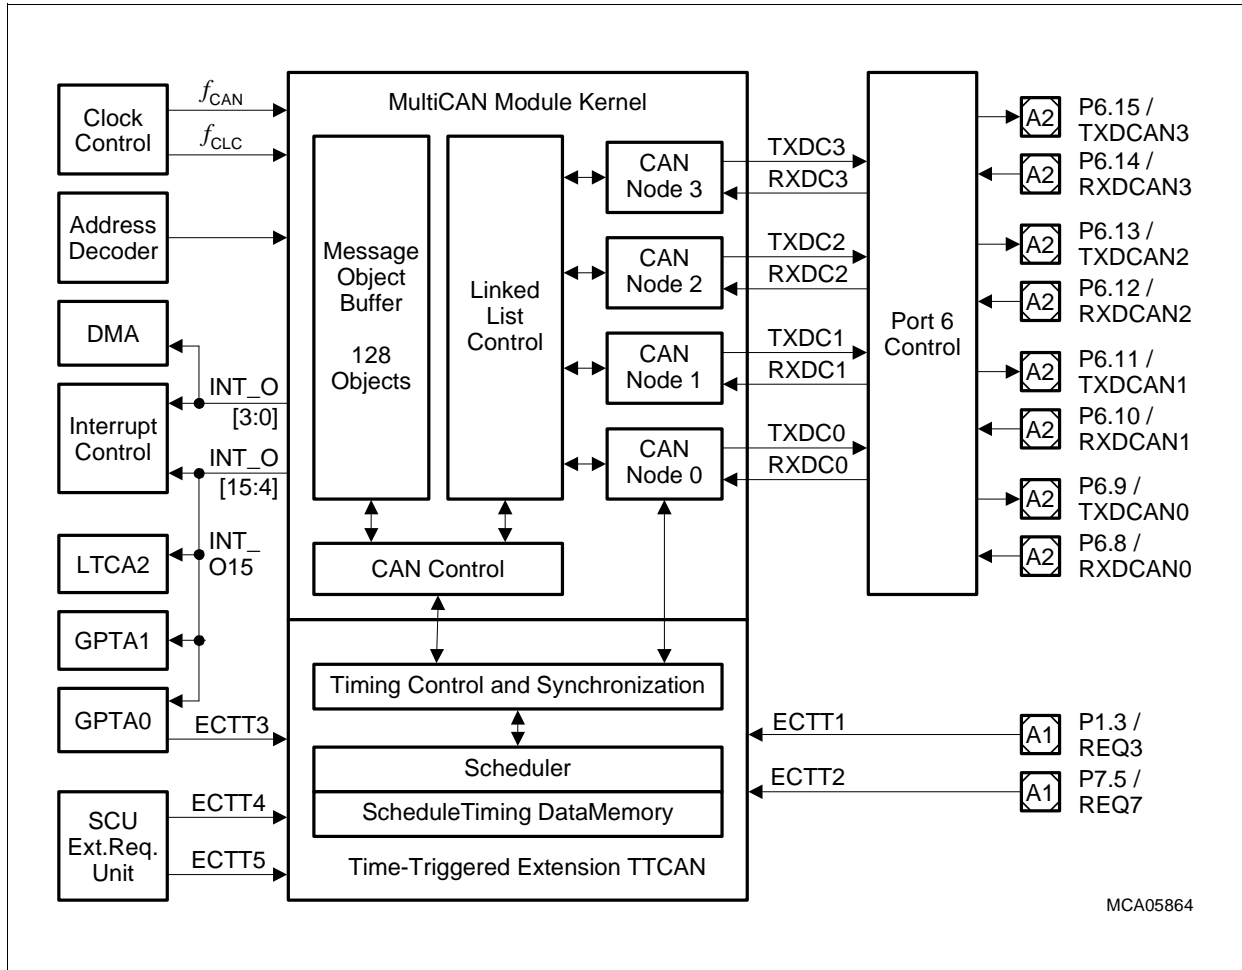 Clock
Control
fCAN
fCLC
Address
Decoder
DMA
Interrupt
Control
INT_O
[3:0]
INT_O
[15:4]
LTCA2
INT_
O15
GPTA1
GPTA0
ECTT3
SCU
Ext.Req.
Unit
ECTT4
ECTT5
MultiCAN Module Kernel
Message
Object
Buffer
128
Objects
Linked
List
Control
CAN
Node 3
CAN
Node 2
CAN
Node 1
CAN
Node 0
CAN Control
Timing Control and Synchronization
Scheduler
ScheduleTiming DataMemory
Time-Triggered Extension TTCAN
TXDC3
RXDC3
TXDC2
RXDC2
TXDC1
RXDC1
TXDC0
RXDC0
Port 6
Control
A2
P6.15 /
TXDCAN3
A2
P6.14 /
RXDCAN3
A2
P6.13 /
TXDCAN2
A2
P6.12 /
RXDCAN2
A2
P6.11 /
TXDCAN1
A2
P6.10 /
RXDCAN1
A2
P6.9 /
TXDCAN0
A2
P6.8 /
RXDCAN0
ECTT1
A1
P1.3 /
REQ3
ECTT2
A1
P7.5 /
REQ7
MCA05864